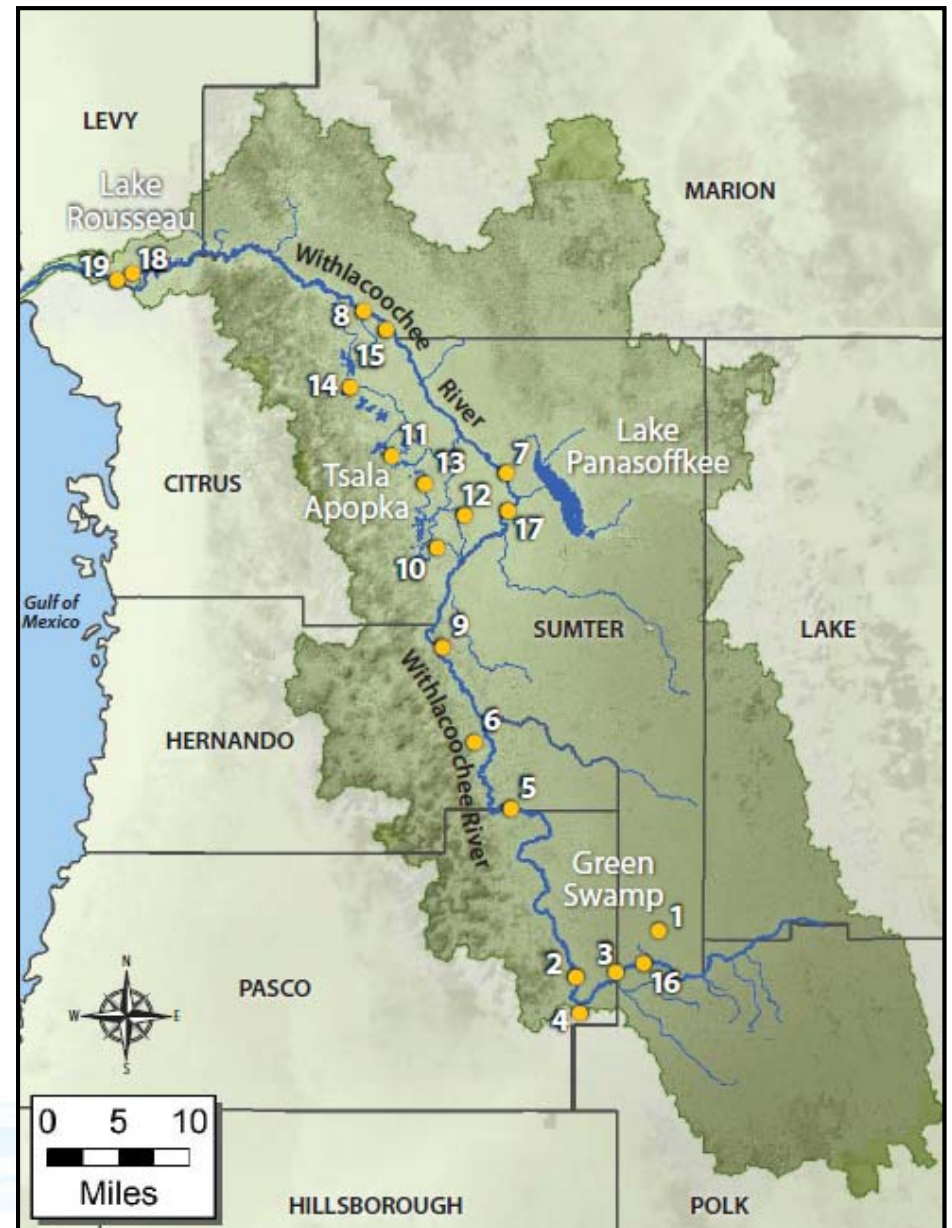 LEVY
Lake
Rousseau
MARION
19
18
Withlacoochee
River
8
15
14
11
Tsala
Apopka
13
12
7
Lake
Panasoffkee
17
10
CITRUS
Gulf of
Mexico
9
SUMTER
LAKE
Withlacoochee River
HERNANDO
6
5
Green
Swamp
1
2
3
16
4
PASCO
N
W
E
S
0 5 10
Miles
HILLSBOROUGH
POLK